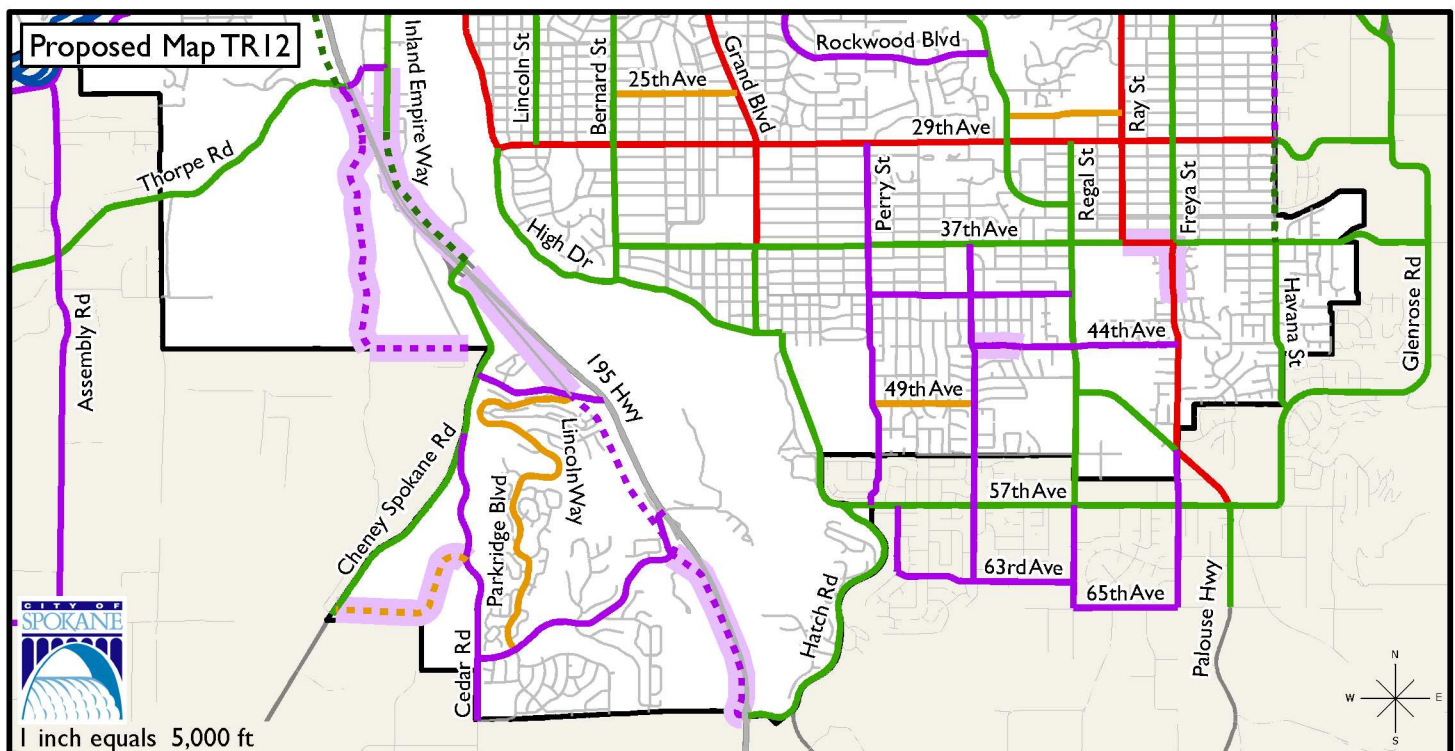 Proposed Map TR12
Inland Empire Way
Lincoln St
Bernard St
25th Ave
Grand Blvd
Rockwood Blvd
29th Ave
Ray St
Thorpe Rd
High Dr
Perry St
Regal St
Freya St
37th Ave
Havana St
Glenrose Rd
Assembly Rd
44th Ave
195 Hwy
49th Ave
Cheney Spokane Rd
Lincoln Way
Parkridge Blvd
57th Ave
63rd Ave
65th Ave
Hatch Rd
Palouse Hwy
Cedar Rd
CITY OF
SPOKANE
1 inch equals 5,000 ft
N
W
E
S